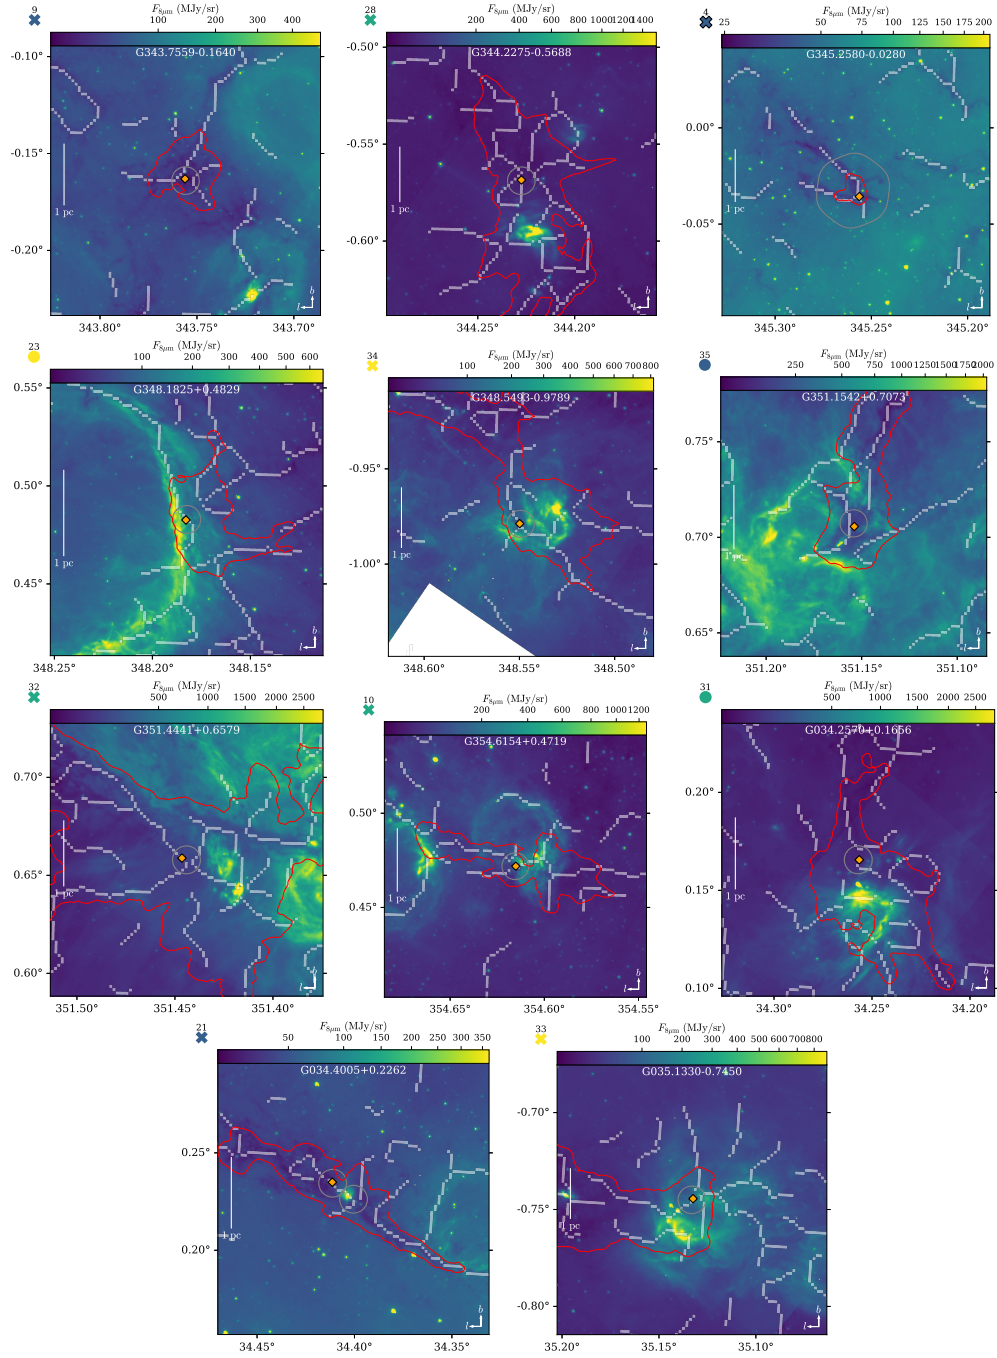 9
F8μm (MJy/sr)
100 200 300 400
G343.7559-0.1640
-0.10°
-0.15°
-0.20°
1 pc
b
l
343.80° 343.75° 343.70°
28
F8μm (MJy/sr)
200 400 600 800 1000 1200 1400
G344.2275-0.5688
-0.50°
-0.55°
-0.60°
1 pc
b
l
344.25° 344.20°
4
F8μm (MJy/sr)
25 50 75 100 125 150 175 200
G345.2580-0.0280
0.00°
-0.05°
1 pc
b
l
345.30° 345.25° 345.20°
23
F8μm (MJy/sr)
100 200 300 400 500 600
G348.1825+0.4829
0.55°
0.50°
0.45°
1 pc
b
l
348.25° 348.20° 348.15°
34
F8μm (MJy/sr)
100 200 300 400 500 600 700 800
G348.5493-0.9789
-0.95°
-1.00°
1 pc
b
l
348.60° 348.55° 348.50°
35
F8μm (MJy/sr)
250 500 750 1000 1250 1500 1750 2000
G351.1542+0.7073
0.75°
0.70°
0.65°
1 pc
b
l
351.20° 351.15° 351.10°
32
F8μm (MJy/sr)
500 1000 1500 2000 2500
G351.4441+0.6579
0.70°
0.65°
0.60°
1 pc
b
l
351.50° 351.45° 351.40°
10
F8μm (MJy/sr)
200 400 600 800 1000 1200
G354.6154+0.4719
0.50°
0.45°
1 pc
b
l
354.65° 354.60° 354.55°
31
F8μm (MJy/sr)
500 1000 1500 2000 2500
G034.2570+0.1656
0.20°
0.15°
0.10°
1 pc
b
l
34.30° 34.25° 34.20°
21
F8μm (MJy/sr)
50 100 150 200 250 300 350
G034.4005+0.2262
0.25°
0.20°
1 pc
b
l
34.45° 34.40° 34.35°
33
F8μm (MJy/sr)
100 200 300 400 500 600 700 800
G035.1330-0.7450
-0.70°
-0.75°
-0.80°
1 pc
b
l
35.20° 35.15° 35.10°